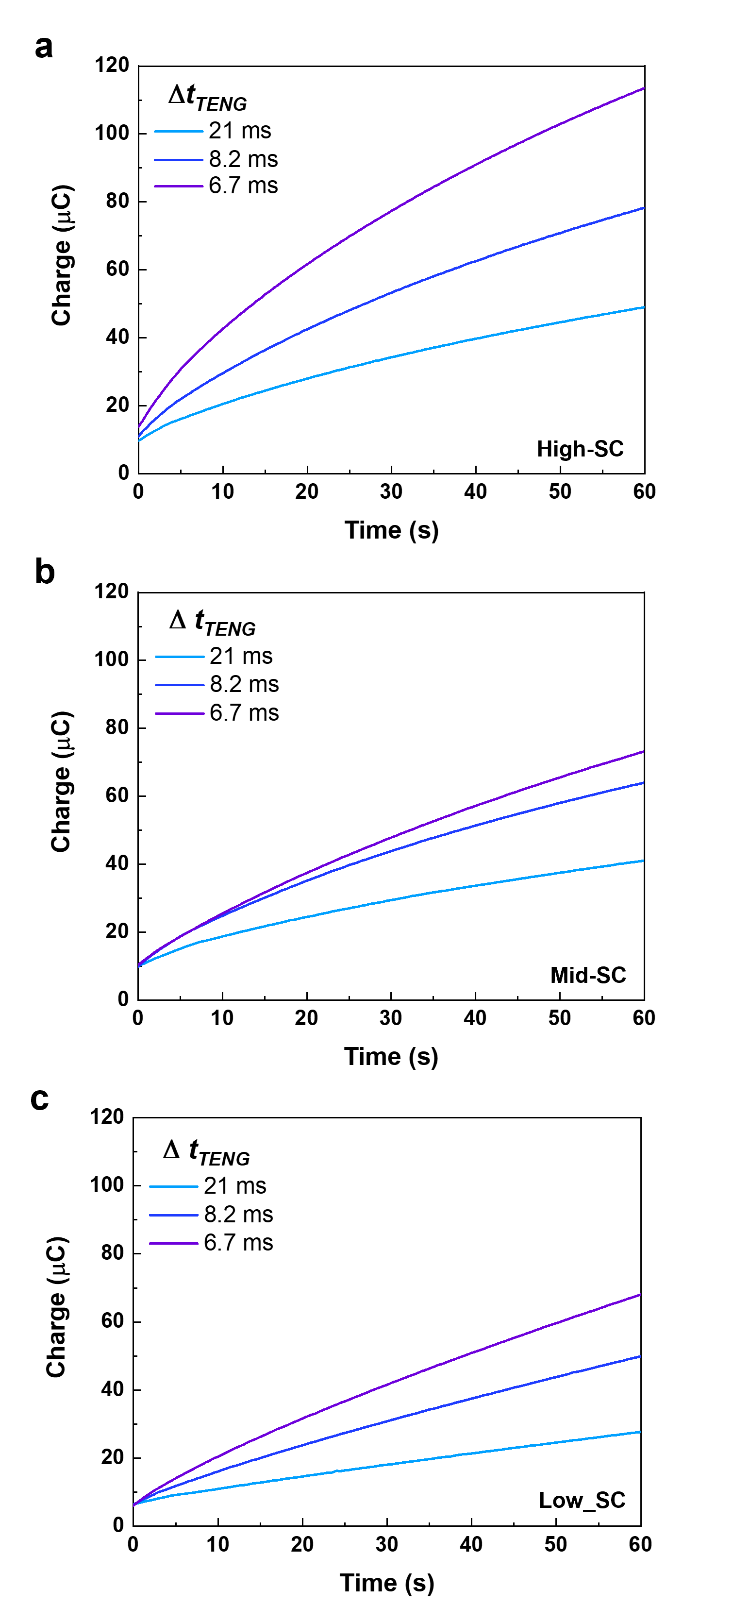 a
120
100
80
60
40
20
0
Charge (μC)
ΔtTENG
21 ms
8.2 ms
6.7 ms
High-SC
0 10 20 30 40 50 60
Time (s)
b
120
100
80
60
40
20
0
Charge (μC)
Δ tTENG
21 ms
8.2 ms
6.7 ms
Mid-SC
0 10 20 30 40 50 60
Time (s)
c
120
100
80
60
40
20
0
Charge (μC)
Δ tTENG
21 ms
8.2 ms
6.7 ms
Low_SC
0 10 20 30 40 50 60
Time (s)